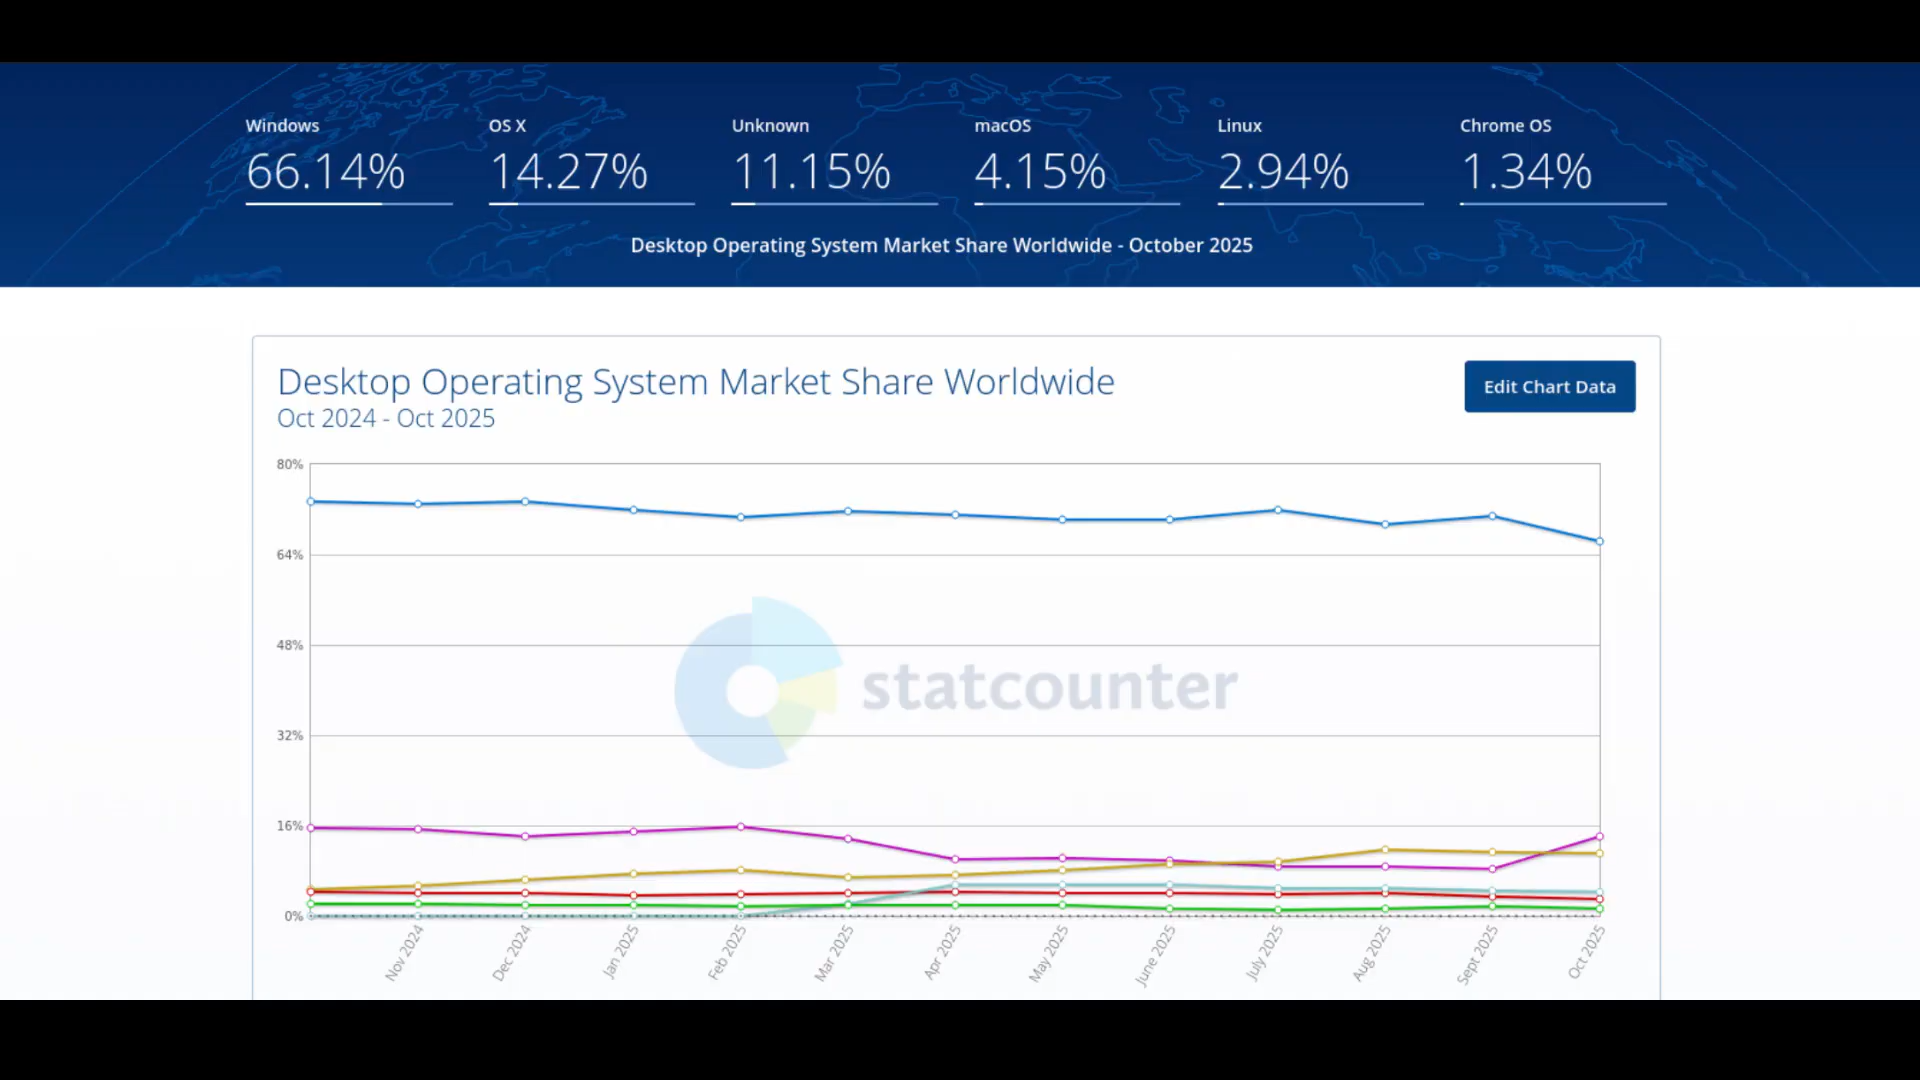 Windows
66.14%
OS X
14.27%
Unknown
11.15%
macOS
4.15%
Linux
2.94%
Chrome OS
1.34%
Desktop Operating System Market Share Worldwide - October 2025
Desktop Operating System Market Share Worldwide
Oct 2024 - Oct 2025
Edit Chart Data
80%
64%
48%
32%
16%
0%
statcounter
Nov 2024
Dec 2024
Jan 2025
Feb 2025
Mar 2025
Apr 2025
May 2025
June 2025
July 2025
Aug 2025
Sept 2025
Oct 2025